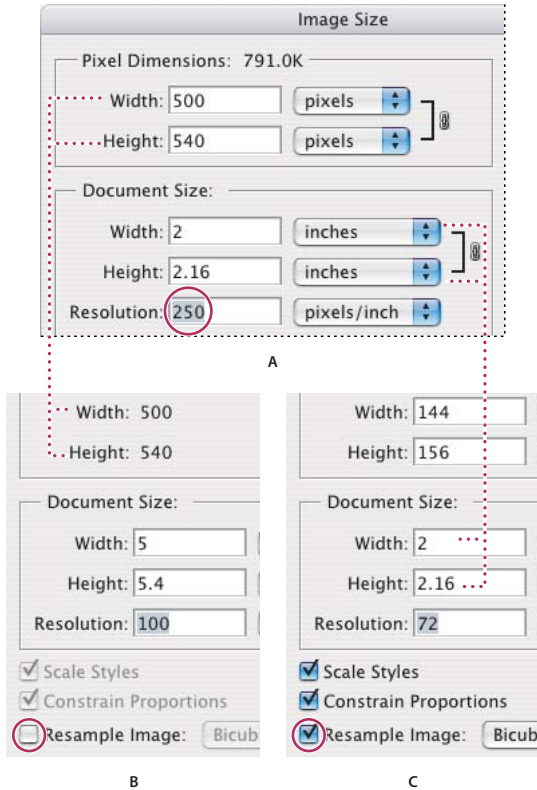 Image Size
Pixel Dimensions: 791.0K
Width: 500 pixels
Height: 540 pixels
Document Size:
Width: 2 inches
Height: 2.16 inches
Resolution: 250 pixels/inch
A
Width: 500
Height: 540
Document Size:
Width: 5
Height: 5.4
Resolution: 100
Scale Styles
Constrain Proportions
Resample Image: Bicub
B
Width: 144
Height: 156
Document Size:
Width: 2
Height: 2.16
Resolution: 72
Scale Styles
Constrain Proportions
Resample Image: Bicub
C